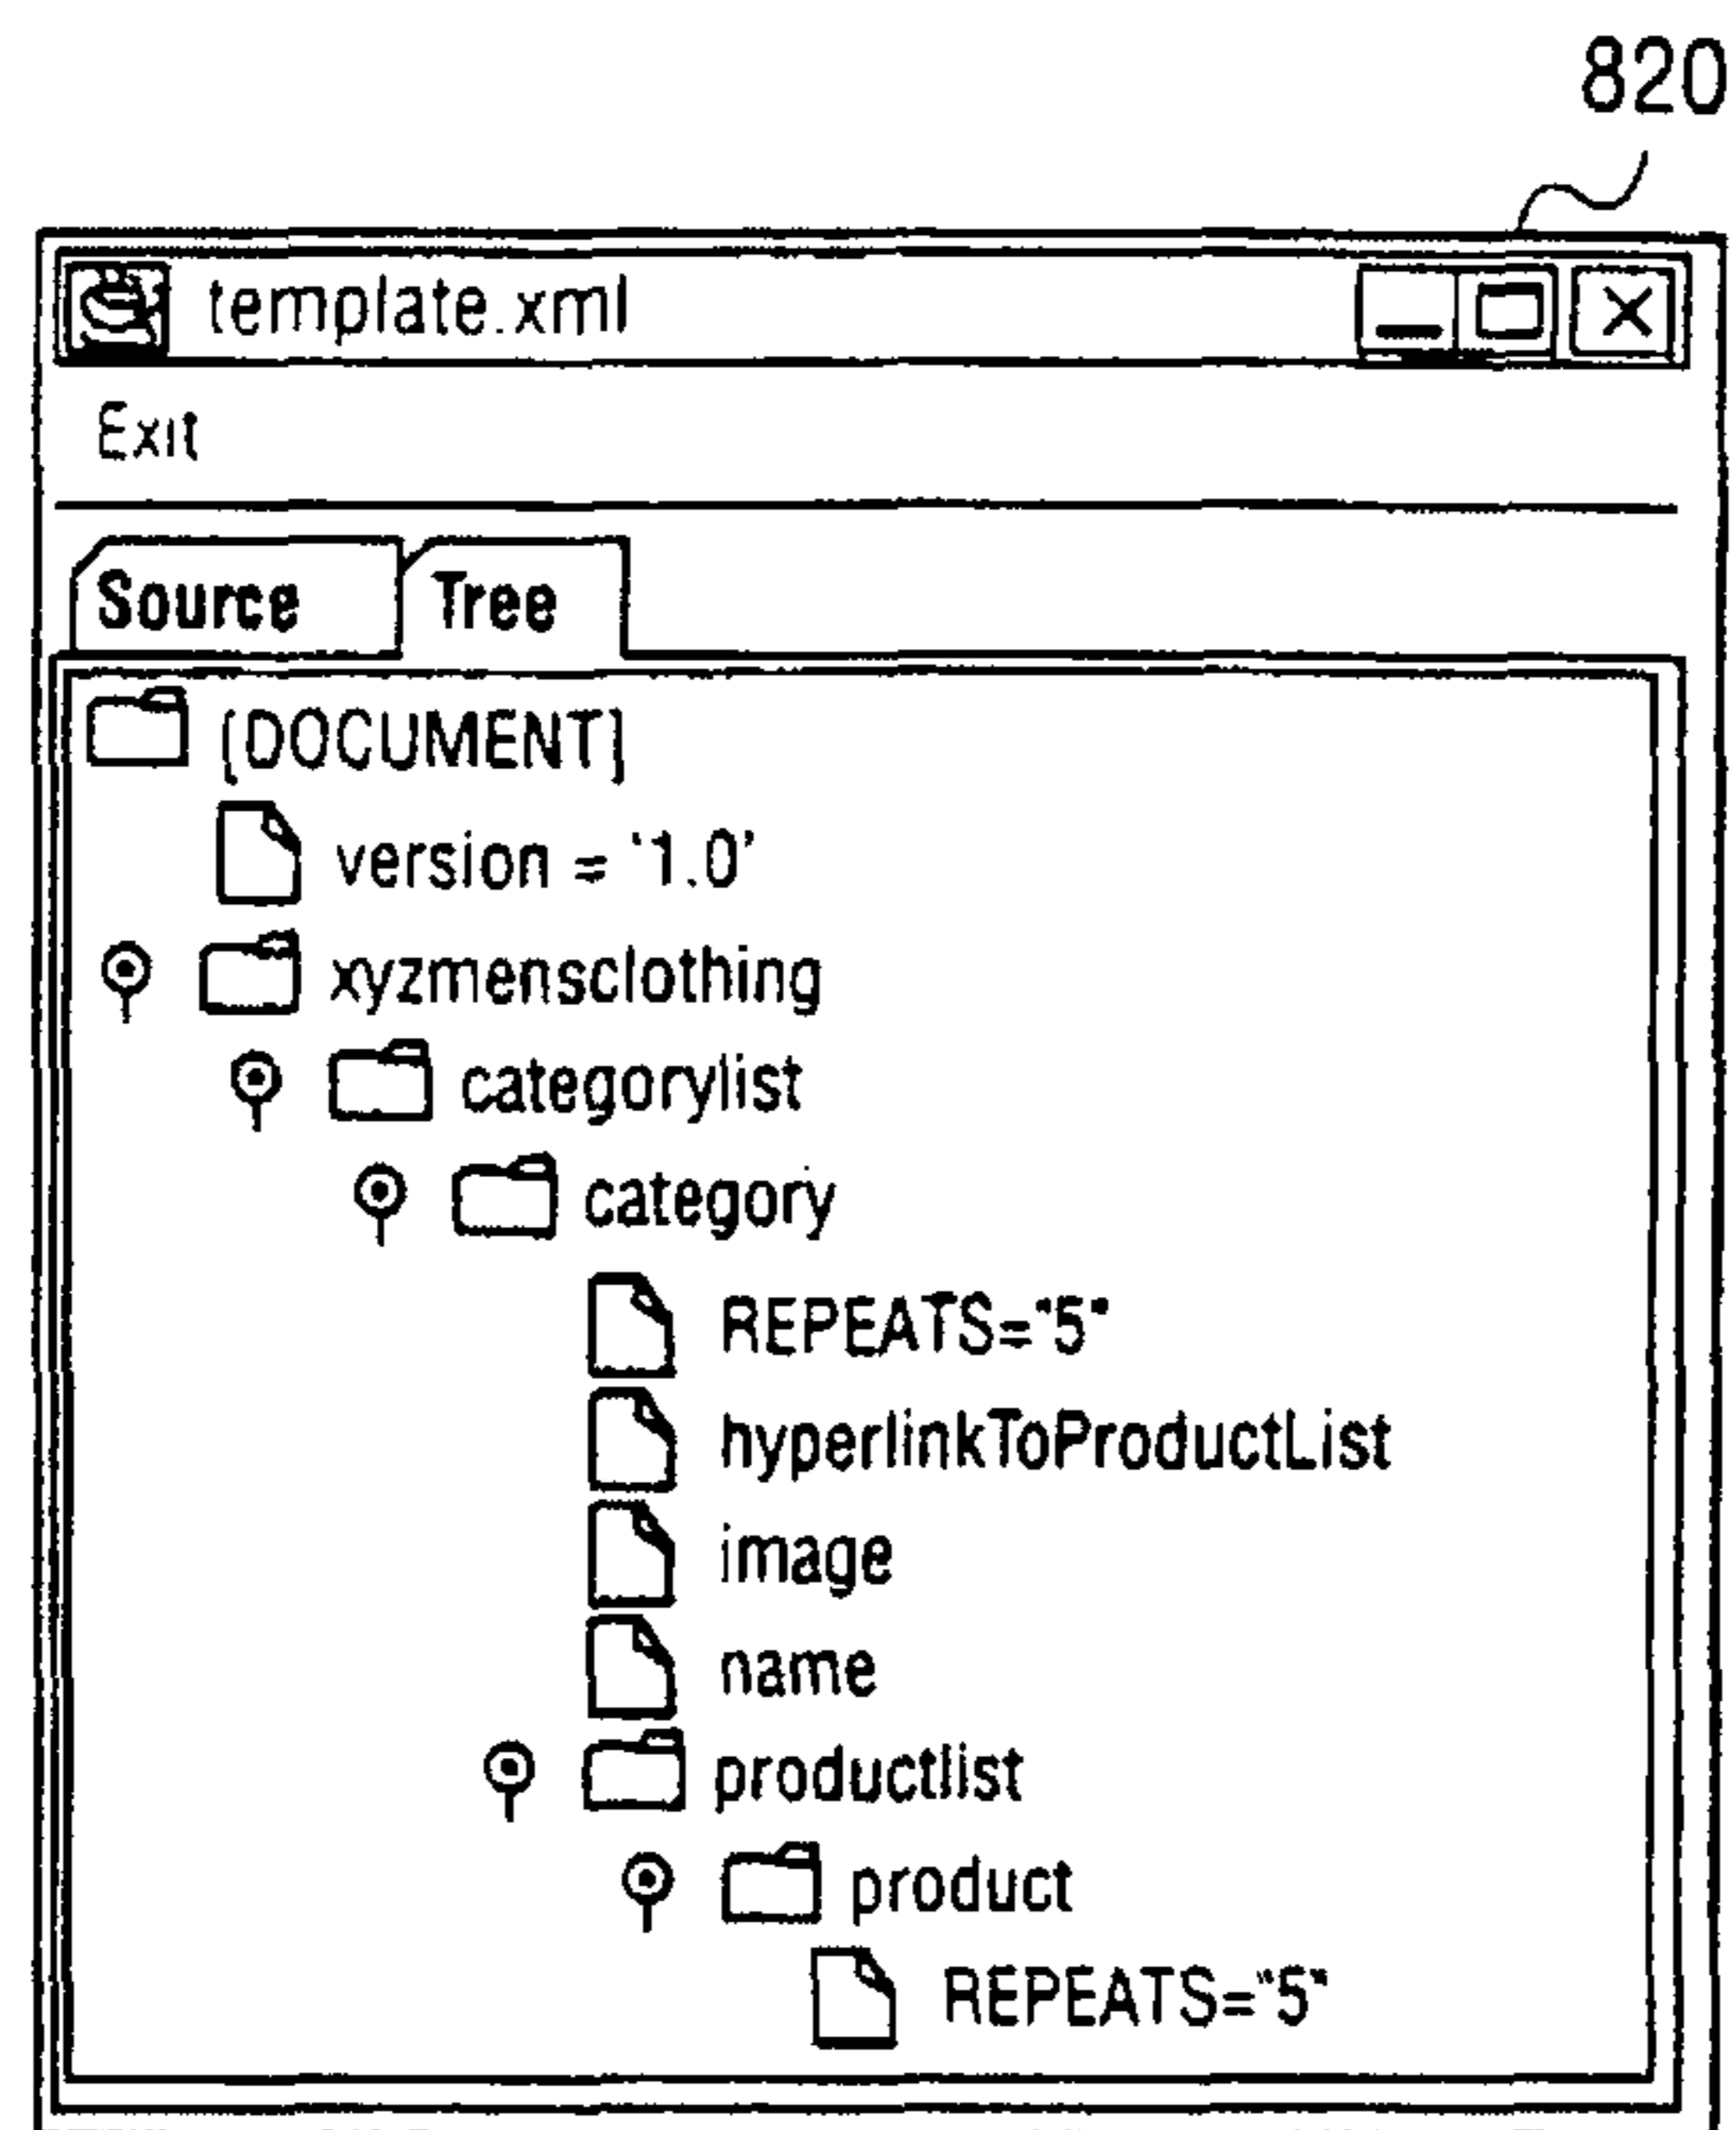 820
template.xml
Exit
Source Tree
[DOCUMENT]
version = '1.0'
xyzmensclothing
categorylist
category
REPEATS="5"
hyperlinkToProductList
image
name
productlist
product
REPEATS="5"